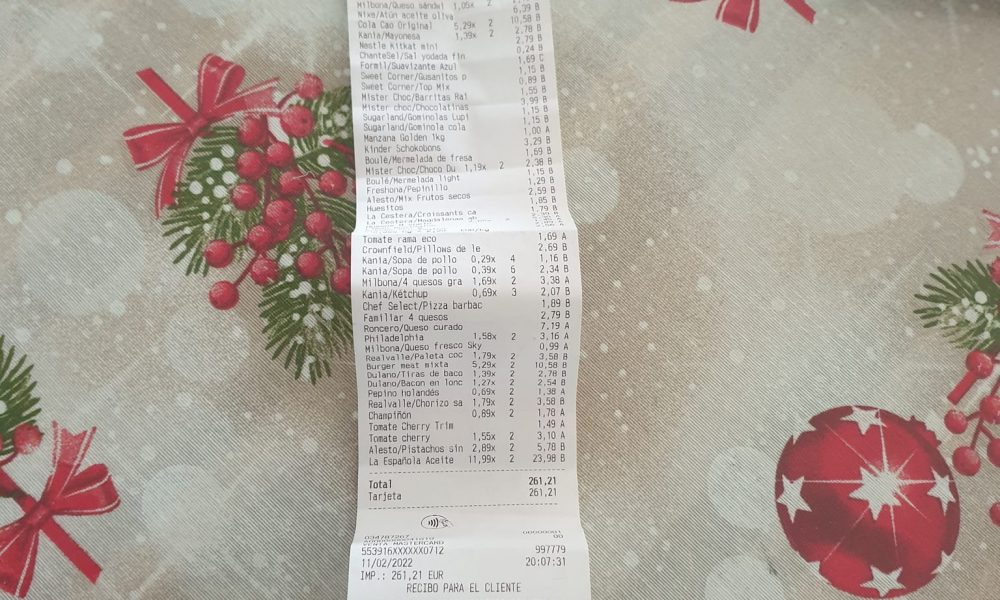 Milbona/Queso sándwi 1,05x 2
Nixe/Atún aceite oliva 6,39 B
Cola Cao Original 5,29x 2 10,58 B
Kania/Mayonesa 1,39x 2 2,78 B
Nestle Kitkat mini 2,79 B
ChanteSel/Sal yodada fin 0,24 B
Formil/Suavizante Azul 1,69 C
Sweet Corner/Gusanitos p 1,15 B
Sweet Corner/Top Mix 0,89 B
Mister Choc/Barritas Rai 1,55 B
Mister choc/Chocolatinas 3,99 B
Sugarland/Gominolas Lupi 1,15 B
Sugarland/Gominola cola 1,15 B
Manzana Golden 1kg 1,00 A
Kinder Schokobons 3,29 B
Boulé/Mermelada de fresa 1,69 B
Mister Choc/Choco Du 1,19x 2 2,38 B
Boulé/Mermelada light 1,15 B
Freshona/Pepinillo 1,29 B
Alesto/Mix Frutos secos 2,59 B
Huesitos 1,85 B
La Cestera/Croissants ca 1,79 B
La Cestera/Magdalenas
Tomate rama eco 1,69 A
Crownfield/Pillows de le 2,69 B
Kania/Sopa de pollo 0,29x 4 1,16 B
Kania/Sopa de pollo 0,39x 6 2,34 B
Milbona/4 quesos gra 1,69x 2 3,38 A
Kania/Kétchup 0,69x 3 2,07 B
Chef Select/Pizza barbac 1,89 B
Familiar 4 quesos 2,79 B
Roncero/Queso curado 7,19 A
Philadelphia 1,58x 2 3,16 A
Milbona/Queso fresco Sky 0,99 A
Realvalle/Paleta coc 1,79x 2 3,58 B
Burger meat mixta 5,29x 2 10,58 B
Dulano/Tiras de baco 1,39x 2 2,78 B
Dulano/Bacon en lonc 1,27x 2 2,54 B
Pepino holandés 0,69x 2 1,38 A
Realvalle/Chorizo sa 1,79x 2 3,58 B
Champiñón 0,89x 2 1,78 A
Tomate Cherry Trim 1,49 A
Tomate cherry 1,55x 2 3,10 A
Alesto/Pistachos sin 2,89x 2 5,78 B
La Española Aceite 11,99x 2 23,98 B
Total 261,21
Tarjeta 261,21
VENTA MASTERCARD
553916XXXXXX0712 997779
11/02/2022 20:07:31
IMP.: 261,21 EUR
RECIBO PARA EL CLIENTE